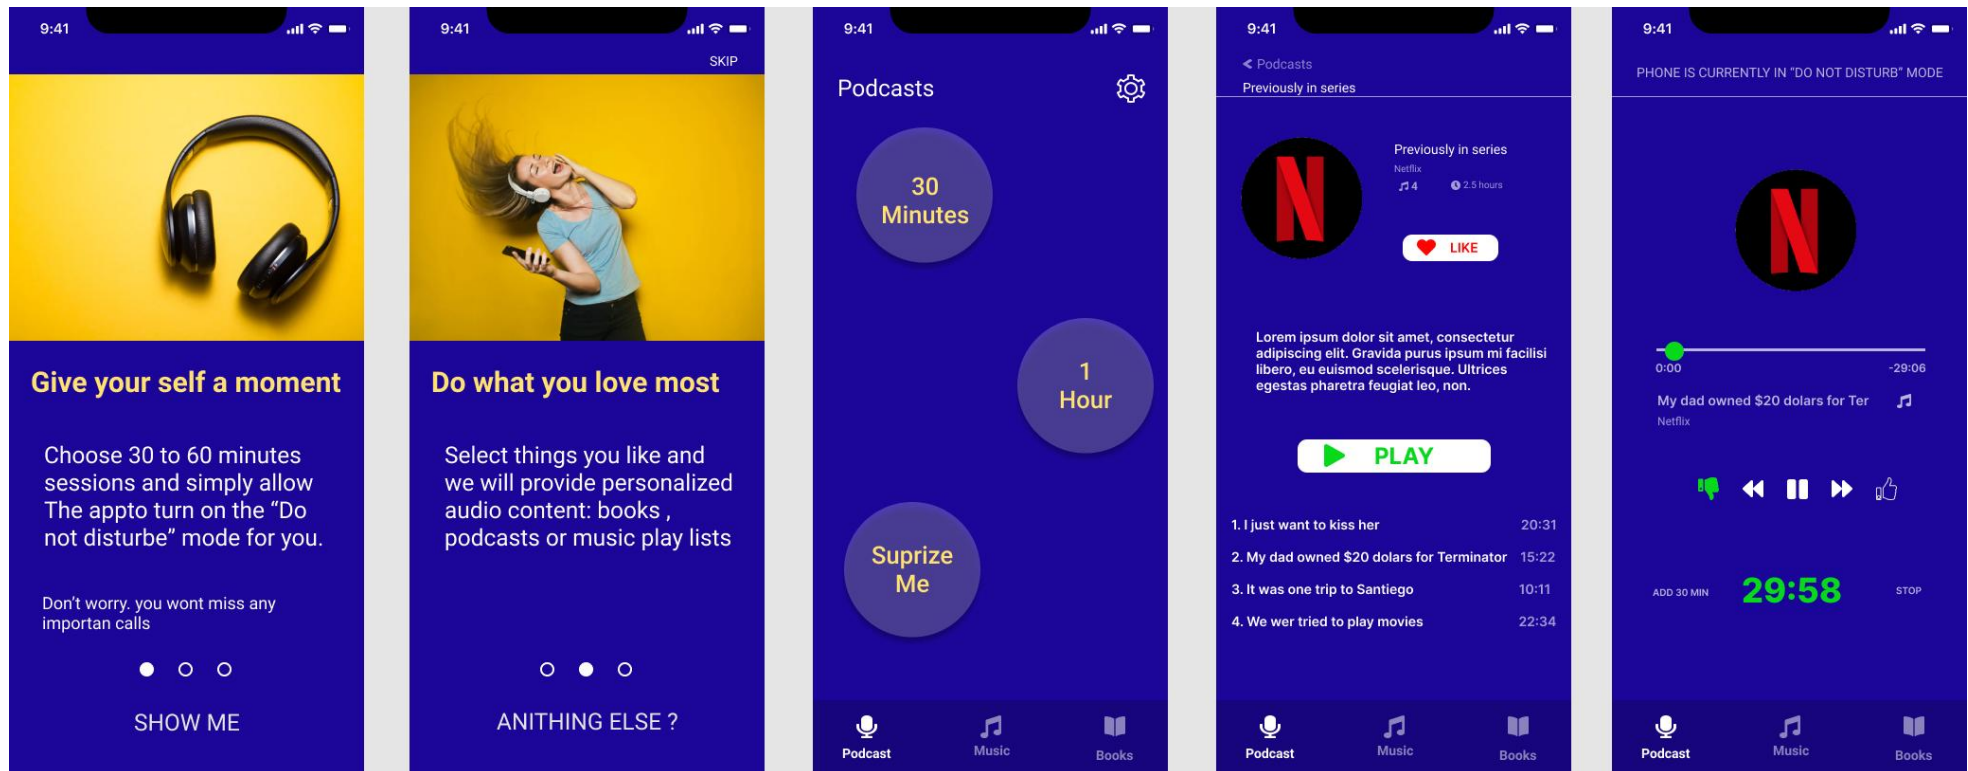 9:41
Give your self a moment
Choose 30 to 60 minutes
sessions and simply allow
The appto turn on the “Do
not disturbe” mode for you.
Don’t worry. you wont miss any
importan calls
SHOW ME
9:41
SKIP
Do what you love most
Select things you like and
we will provide personalized
audio content: books ,
podcasts or music play lists
ANITHING ELSE ?
9:41
Podcasts
30
Minutes
1
Hour
Suprize
Me
Podcast
Music
Books
9:41
Podcasts
Previously in series
N
Previously in series
Netflix
4 2.5 hours
LIKE
Lorem ipsum dolor sit amet, consectetur
adipiscing elit. Gravida purus ipsum mi facilisi
libero, eu euismod scelerisque. Ultrices
egestas pharetra feugiat leo, non.
PLAY
1. I just want to kiss her 20:31
2. My dad owned $20 dolars for Terminator 15:22
3. It was one trip to Santiego 10:11
4. We wer tried to play movies 22:34
Podcast
Music
Books
9:41
PHONE IS CURRENTLY IN “DO NOT DISTURB” MODE
N
0:00 -29:06
My dad owned $20 dolars for Ter
Netflix
ADD 30 MIN 29:58 STOP
Podcast
Music
Books